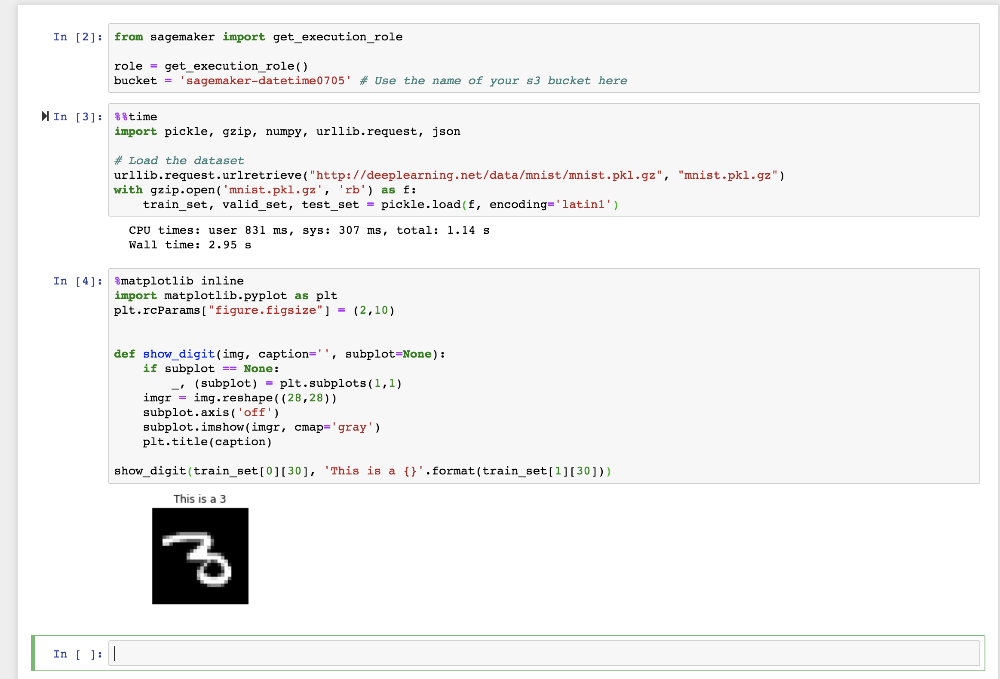 In [2]: from sagemaker import get_execution_role
role = get_execution_role()
bucket = 'sagemaker-datetime0705' # Use the name of your s3 bucket here
In [3]: %%time
import pickle, gzip, numpy, urllib.request, json
# Load the dataset
urllib.request.urlretrieve("http://deeplearning.net/data/mnist/mnist.pkl.gz", "mnist.pkl.gz")
with gzip.open('mnist.pkl.gz', 'rb') as f:
    train_set, valid_set, test_set = pickle.load(f, encoding='latin1')
CPU times: user 831 ms, sys: 307 ms, total: 1.14 s
Wall time: 2.95 s
In [4]: %matplotlib inline
import matplotlib.pyplot as plt
plt.rcParams["figure.figsize"] = (2,10)
def show_digit(img, caption='', subplot=None):
    if subplot == None:
        _, (subplot) = plt.subplots(1,1)
    imgr = img.reshape((28,28))
    subplot.axis('off')
    subplot.imshow(imgr, cmap='gray')
    plt.title(caption)
show_digit(train_set[0][30], 'This is a {}'.format(train_set[1][30]))
This is a 3
3
In [ ]: